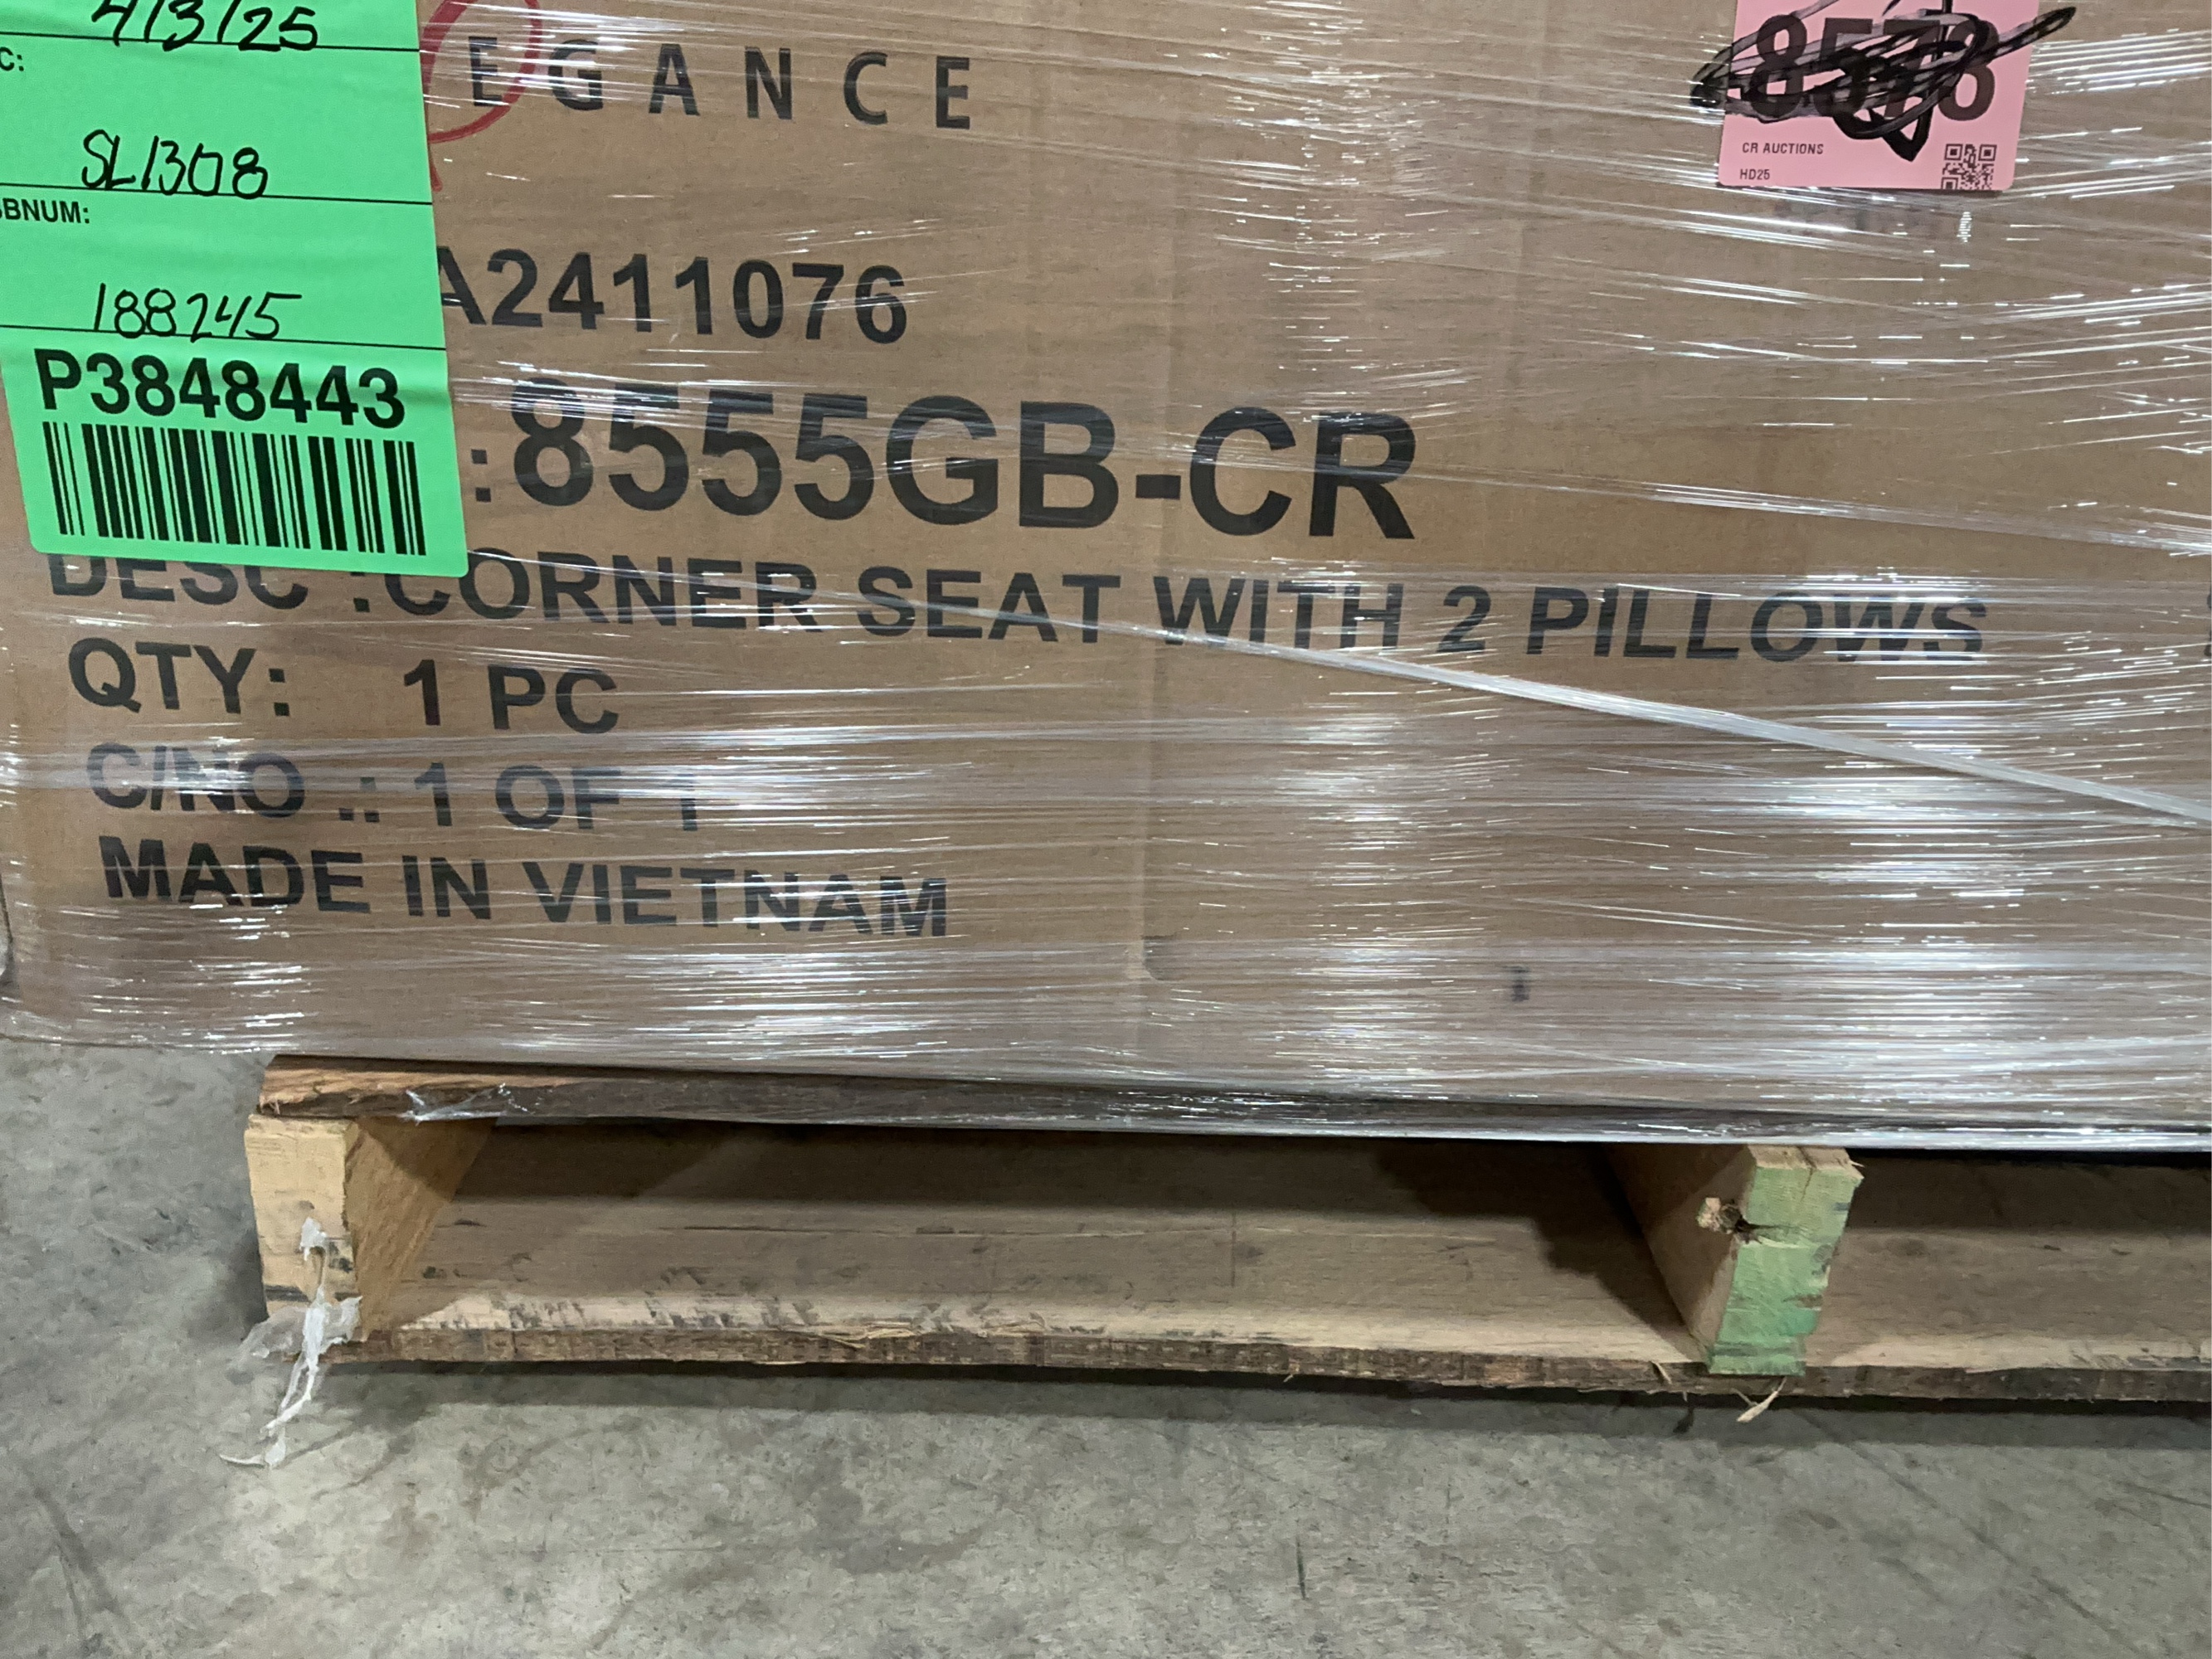 4/3/25
C:
SL1308
BNUM:
188245
P3848443
EGANCE
A2411076
:8555GB-CR
DESC :CORNER SEAT WITH 2 PILLOWS
QTY: 1 PC
C/NO .: 1 OF 1
MADE IN VIETNAM
CR AUCTIONS
HD25